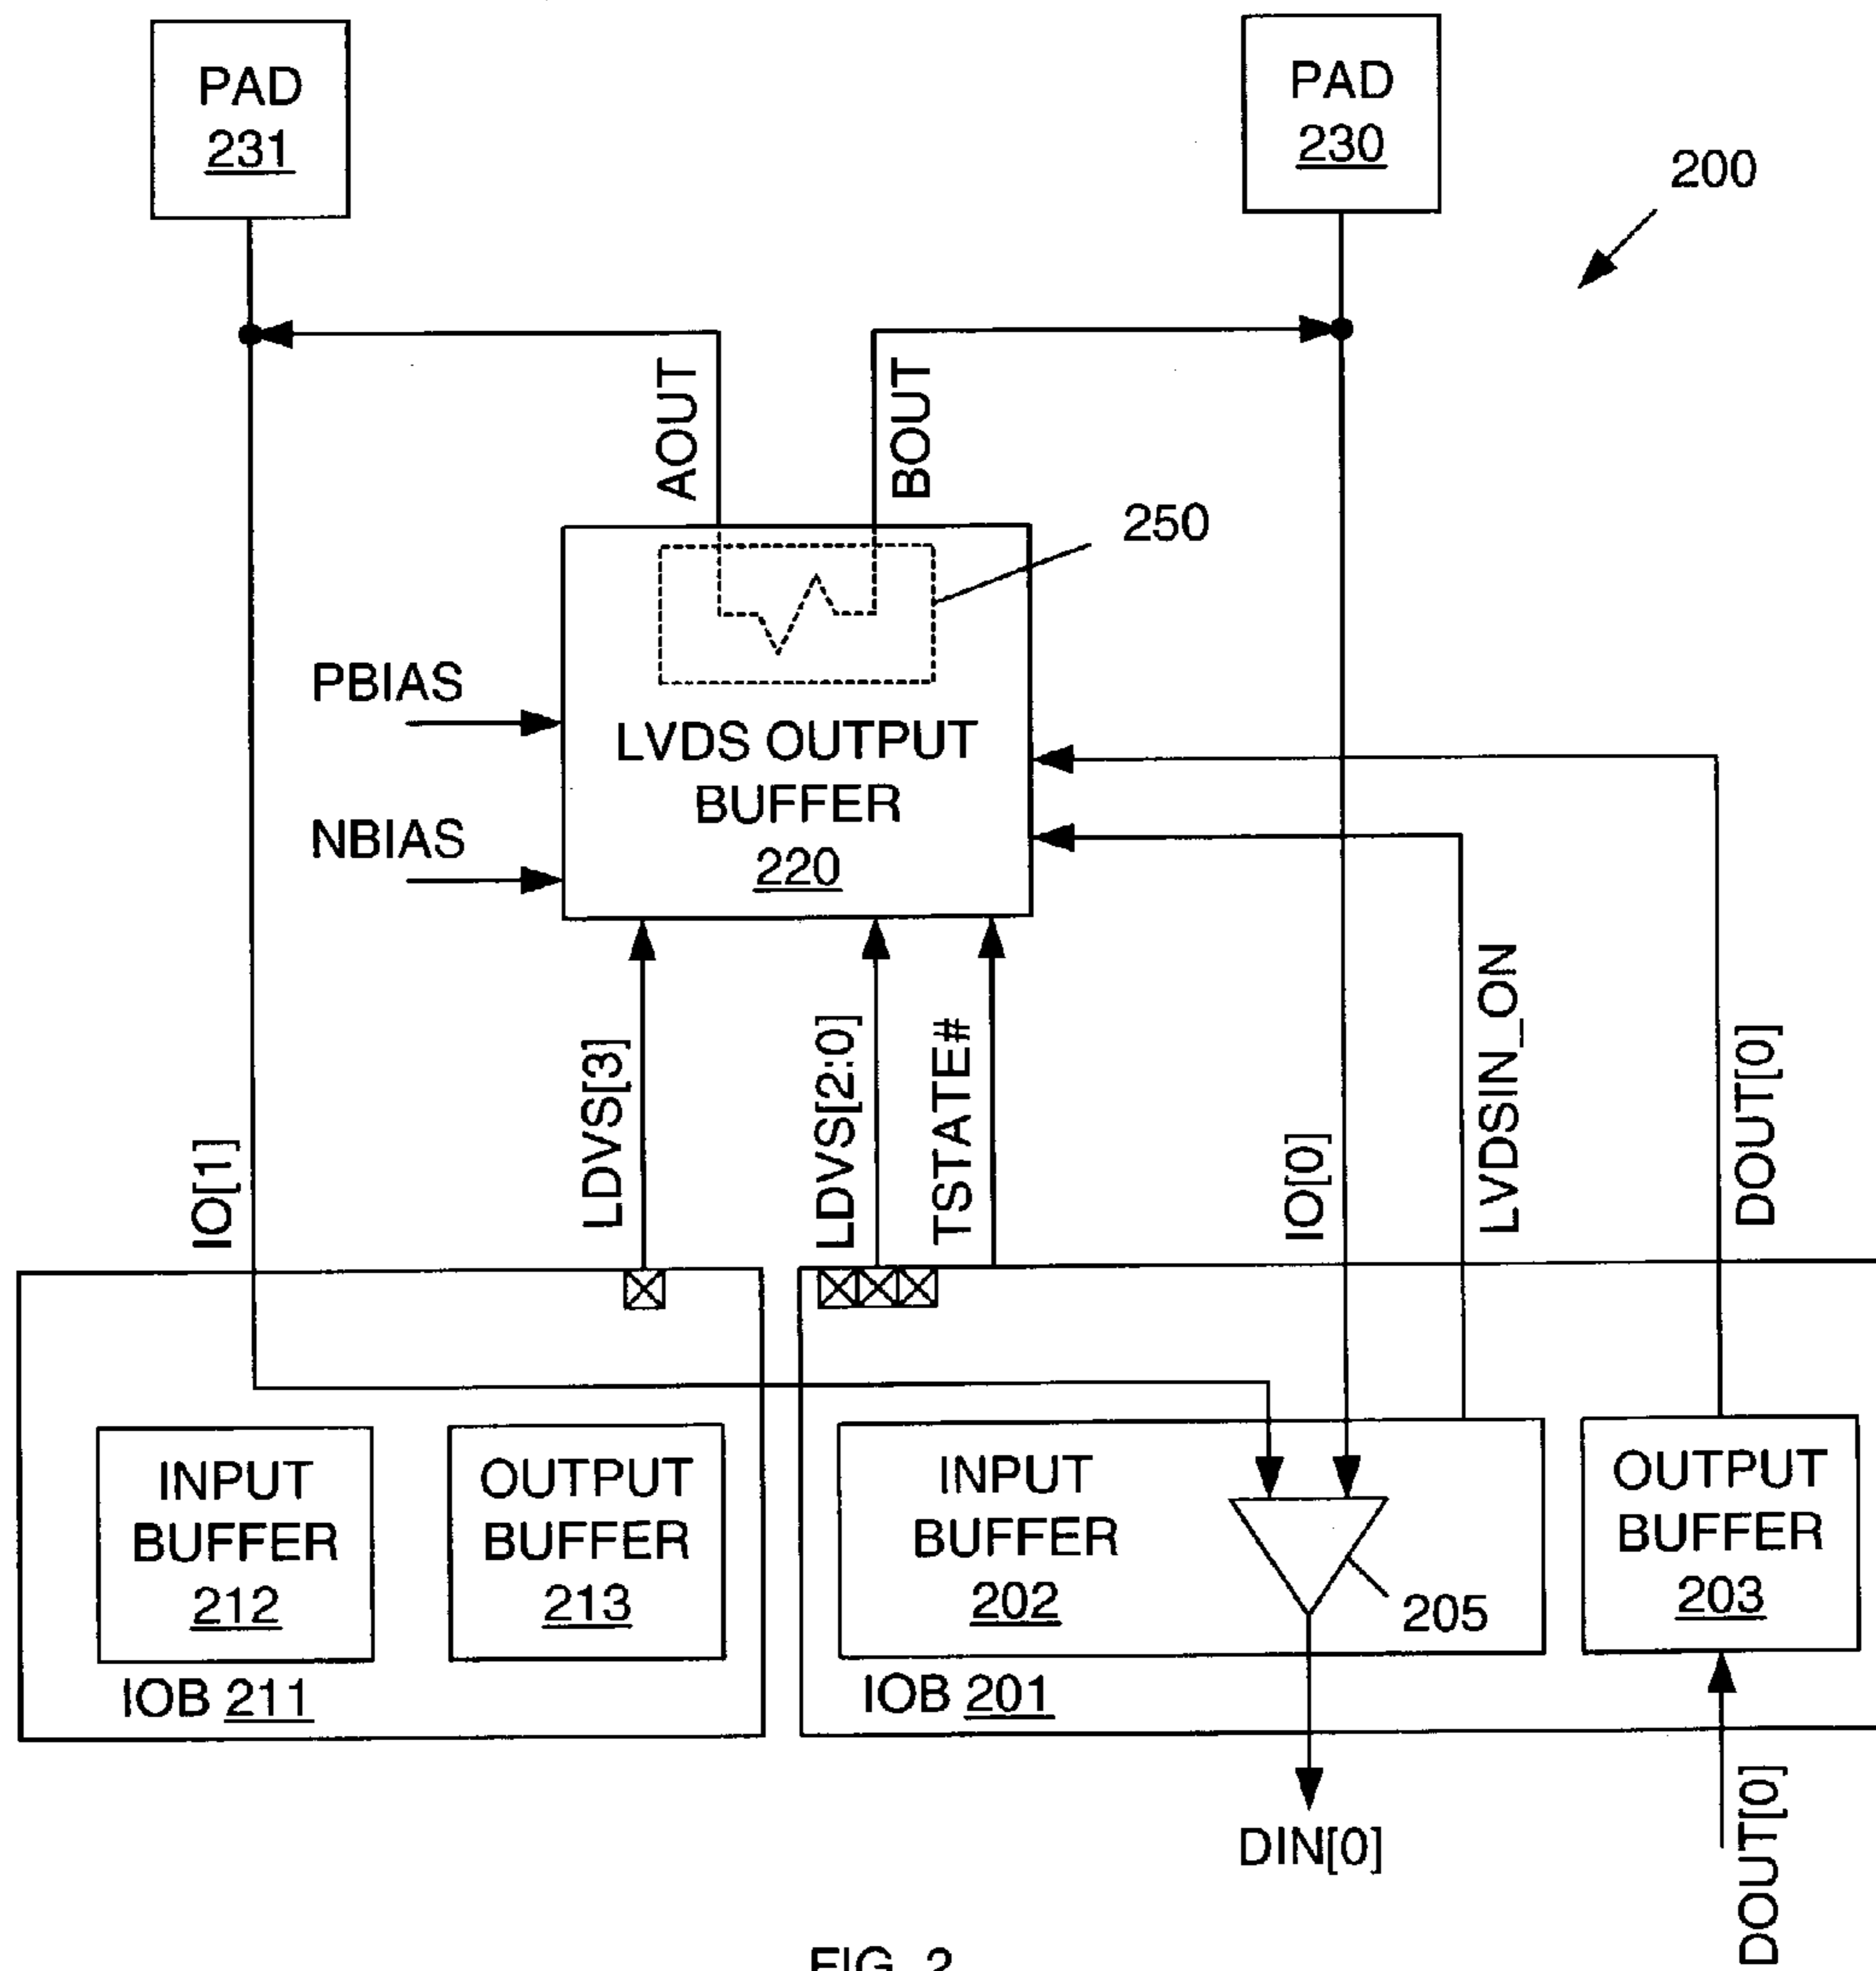 PAD
231
PAD
230
200
AOUT
BOUT
250
PBIAS
LVDS OUTPUT
BUFFER
220
NBIAS
IO[1]
LDVS[3]
LDVS[2:0]
TSTATE#
IO[0]
LVDSIN_ON
DOUT[0]
INPUT
BUFFER
212
OUTPUT
BUFFER
213
IOB 211
INPUT
BUFFER
202
205
OUTPUT
BUFFER
203
IOB 201
DIN[0]
DOUT[0]
FIG. 2